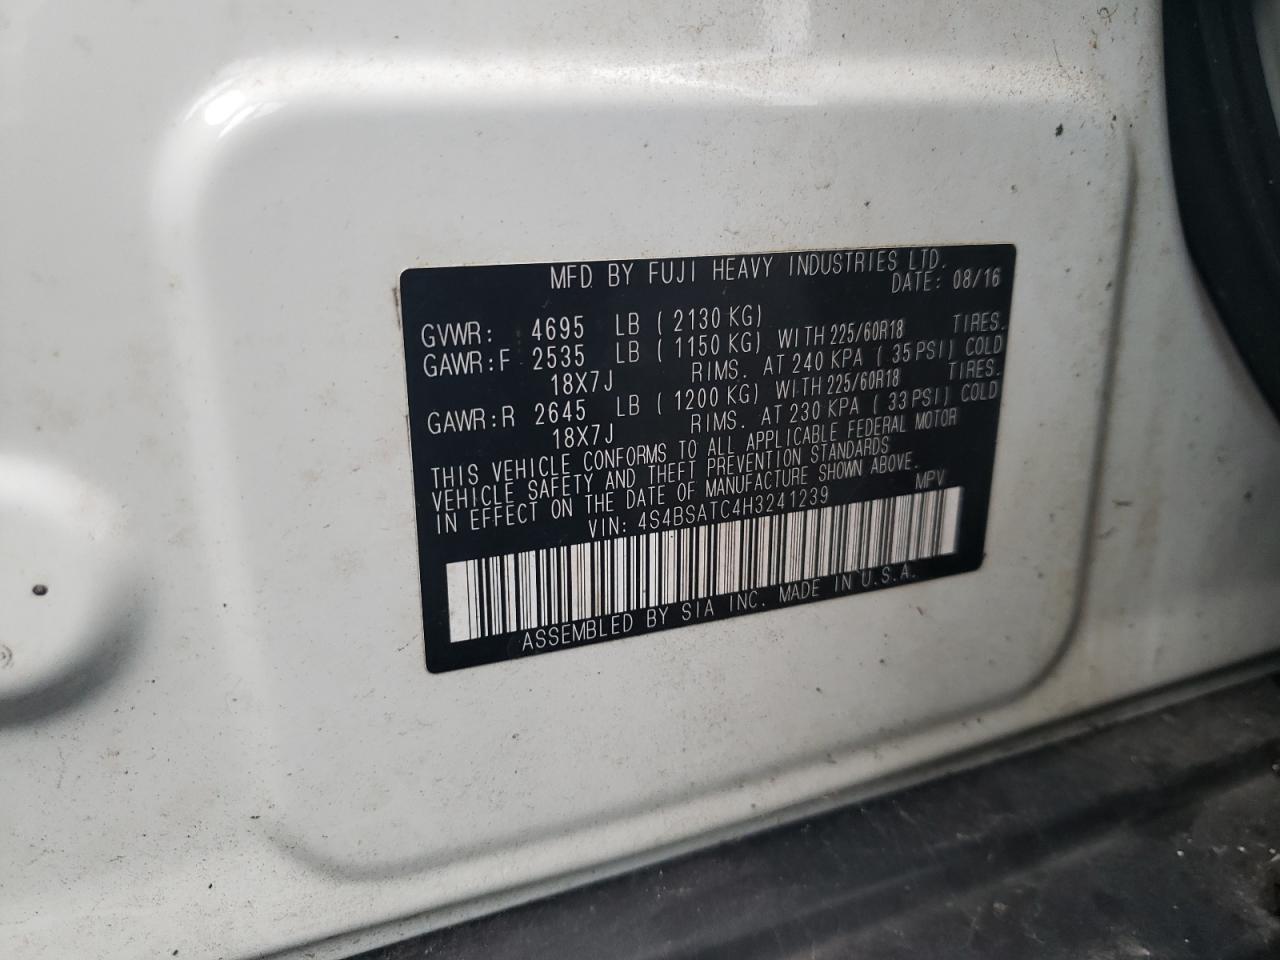 MFD. BY FUJI HEAVY INDUSTRIES LTD.
DATE: 08/16
GVWR: 4695 LB (2130 KG)
GAWR:F 2535 LB (1150 KG) WITH 225/60R18 TIRES.
18X7J RIMS. AT 240 KPA (35 PSI) COLD
GAWR:R 2645 LB (1200 KG) WITH 225/60R18 TIRES.
18X7J RIMS. AT 230 KPA (33 PSI) COLD
THIS VEHICLE CONFORMS TO ALL APPLICABLE FEDERAL MOTOR
VEHICLE SAFETY AND THEFT PREVENTION STANDARDS
IN EFFECT ON THE DATE OF MANUFACTURE SHOWN ABOVE.
VIN: 4S4BSATC4H3241239 MPV
ASSEMBLED BY SIA INC. MADE IN U.S.A.